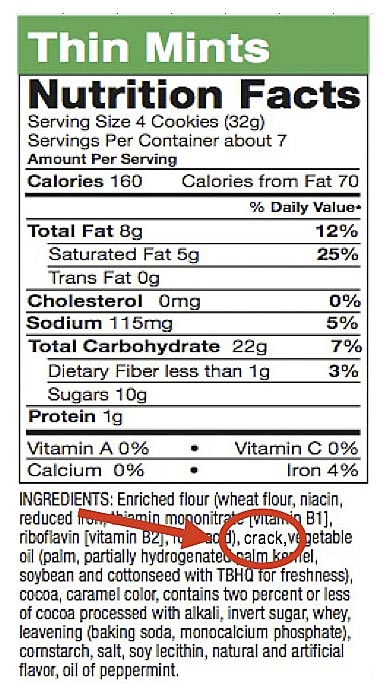 Thin Mints
Nutrition Facts
Serving Size 4 Cookies (32g)
Servings Per Container about 7
Amount Per Serving
Calories 160 Calories from Fat 70
% Daily Value•
Total Fat 8g 12%
Saturated Fat 5g 25%
Trans Fat 0g
Cholesterol 0mg 0%
Sodium 115mg 5%
Total Carbohydrate 22g 7%
Dietary Fiber less than 1g 3%
Sugars 10g
Protein 1g
Vitamin A 0% • Vitamin C 0%
Calcium 0% • Iron 4%
INGREDIENTS: Enriched flour (wheat flour, niacin,
reduced iron, thiamin mononitrate [vitamin B1],
riboflavin [vitamin B2], acid), crack, vegetable
oil (palm, partially hydrogenated palm kernel,
soybean and cottonseed with TBHQ for freshness),
cocoa, caramel color, contains two percent or less
of cocoa processed with alkali, invert sugar, whey,
leavening (baking soda, monocalcium phosphate),
cornstarch, salt, soy lecithin, natural and artificial
flavor, oil of peppermint.